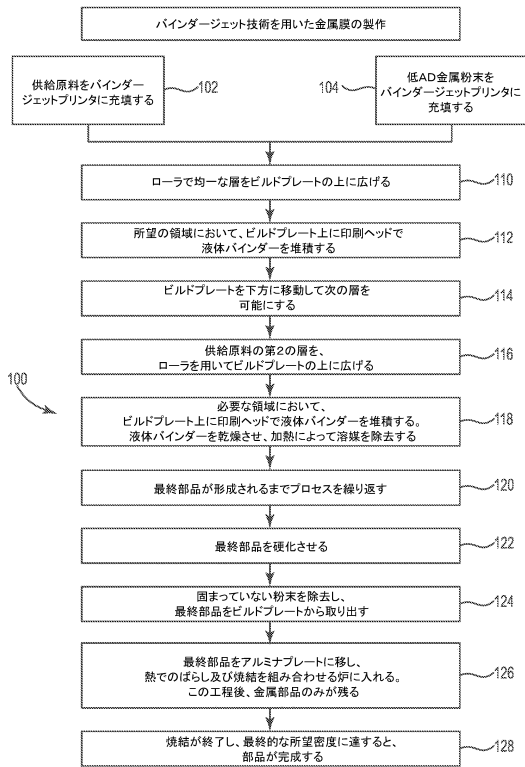 バインダージェット技術を用いた金属膜の製作
供給原料をバインダー
ジェットプリンタに充填する
102
104
低AD金属粉末を
バインダージェットプリンタに
充填する
ローラで均一な層をビルドプレートの上に広げる
110
所望の領域において、ビルドプレート上に印刷ヘッドで
液体バインダーを堆積する
112
ビルドプレートを下方に移動して次の層を
可能にする
114
供給原料の第2の層を、
ローラを用いてビルドプレートの上に広げる
116
100
必要な領域において、
ビルドプレート上に印刷ヘッドで液体バインダーを堆積する。
液体バインダーを乾燥させ、加熱によって溶媒を除去する
118
最終部品が形成されるまでプロセスを繰り返す
120
最終部品を硬化させる
122
固まっていない粉末を除去し、
最終部品をビルドプレートから取り出す
124
最終部品をアルミナプレートに移し、
熱でのばらし及び焼結を組み合わせる炉に入れる。
この工程後、金属部品のみが残る
126
焼結が終了し、最終的な所望密度に達すると、
部品が完成する
128